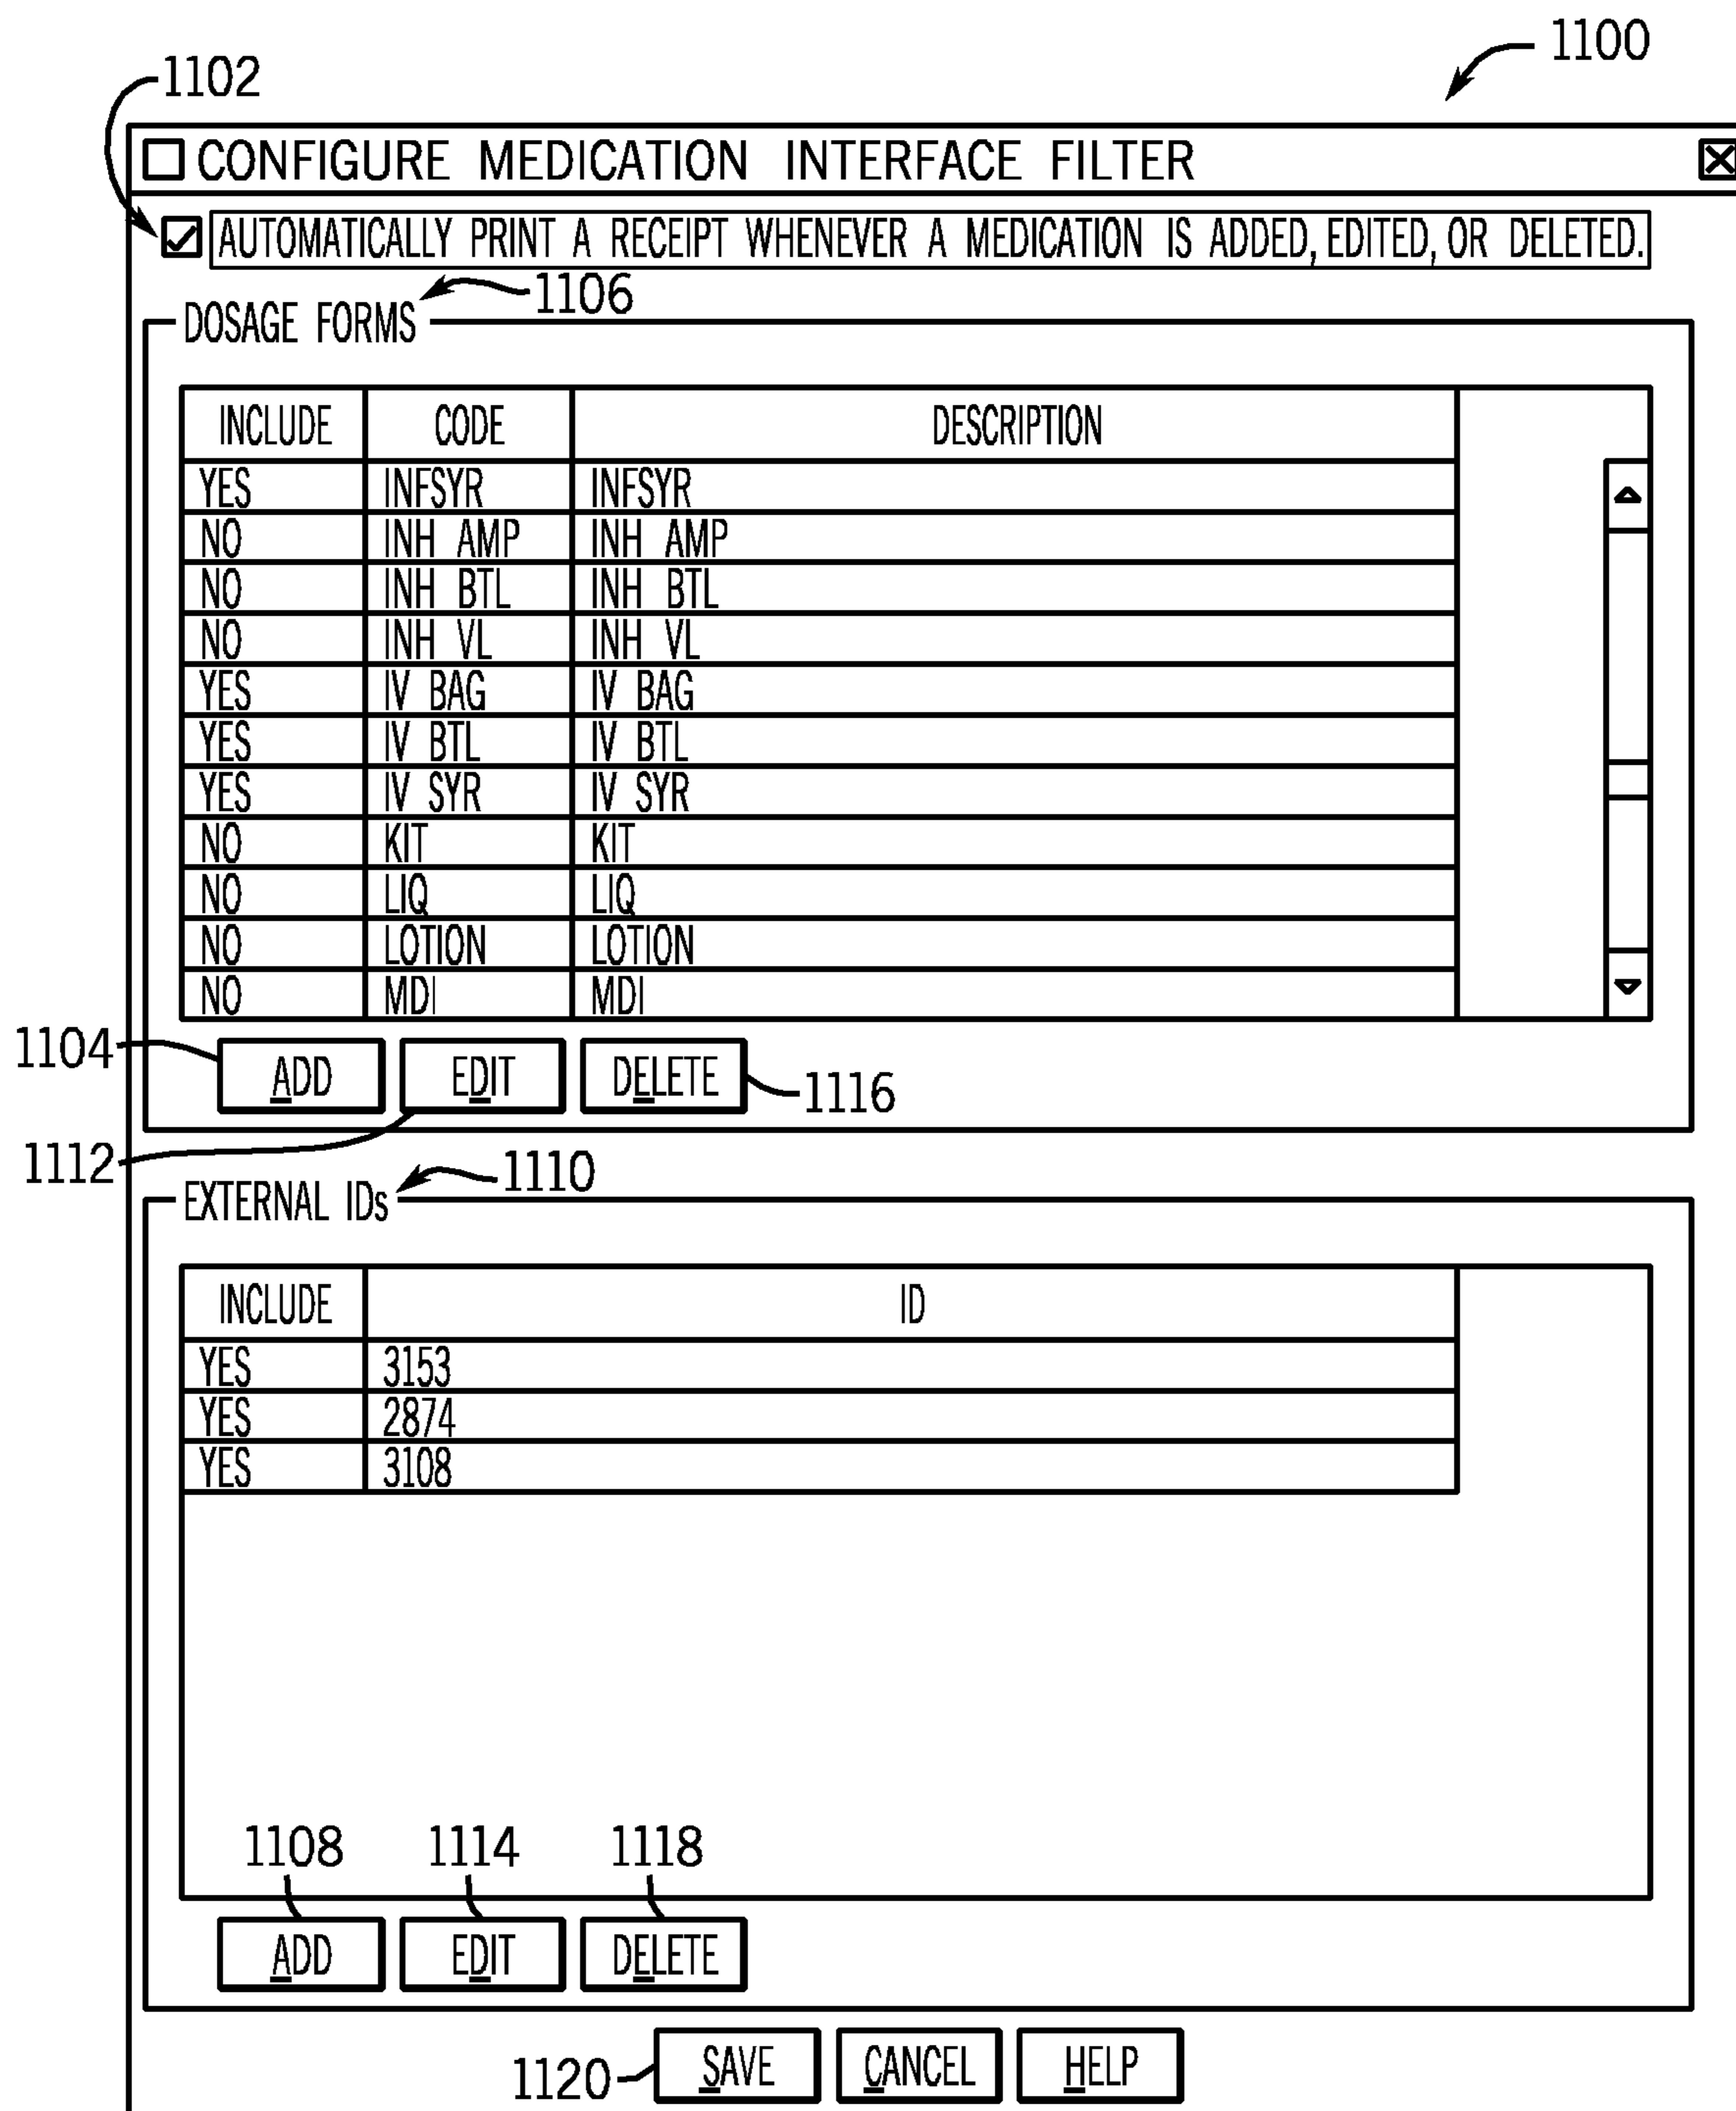 1100
1102
CONFIGURE MEDICATION INTERFACE FILTER
AUTOMATICALLY PRINT A RECEIPT WHENEVER A MEDICATION IS ADDED, EDITED, OR DELETED.
1106
DOSAGE FORMS
INCLUDE CODE DESCRIPTION
YES INFSYR INFSYR
NO INH AMP INH AMP
NO INH BTL INH BTL
NO INH VL INH VL
YES IV BAG IV BAG
YES IV BTL IV BTL
YES IV SYR IV SYR
NO KIT KIT
NO LIQ LIQ
NO LOTION LOTION
NO MDI MDI
1104 ADD EDIT DELETE 1116
1112
1110
EXTERNAL IDs
INCLUDE ID
YES 3153
YES 2874
YES 3108
1108 1114 1118
ADD EDIT DELETE
1120 SAVE CANCEL HELP